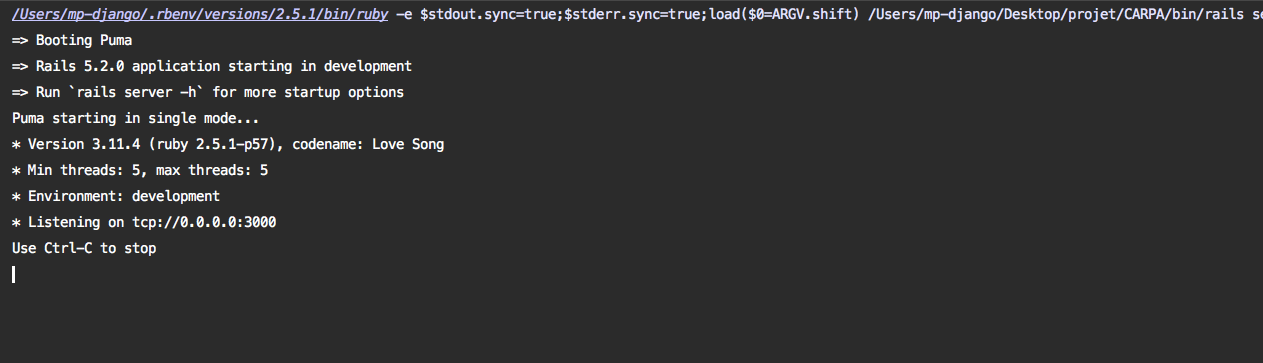 /Users/mp-django/.rbenv/versions/2.5.1/bin/ruby -e $stdout.sync=true;$stderr.sync=true;load($0=ARGV.shift) /Users/mp-django/Desktop/projet/CARPA/bin/rails
=> Booting Puma
=> Rails 5.2.0 application starting in development
=> Run `rails server -h` for more startup options
Puma starting in single mode...
* Version 3.11.4 (ruby 2.5.1-p57), codename: Love Song
* Min threads: 5, max threads: 5
* Environment: development
* Listening on tcp://0.0.0.0:3000
Use Ctrl-C to stop